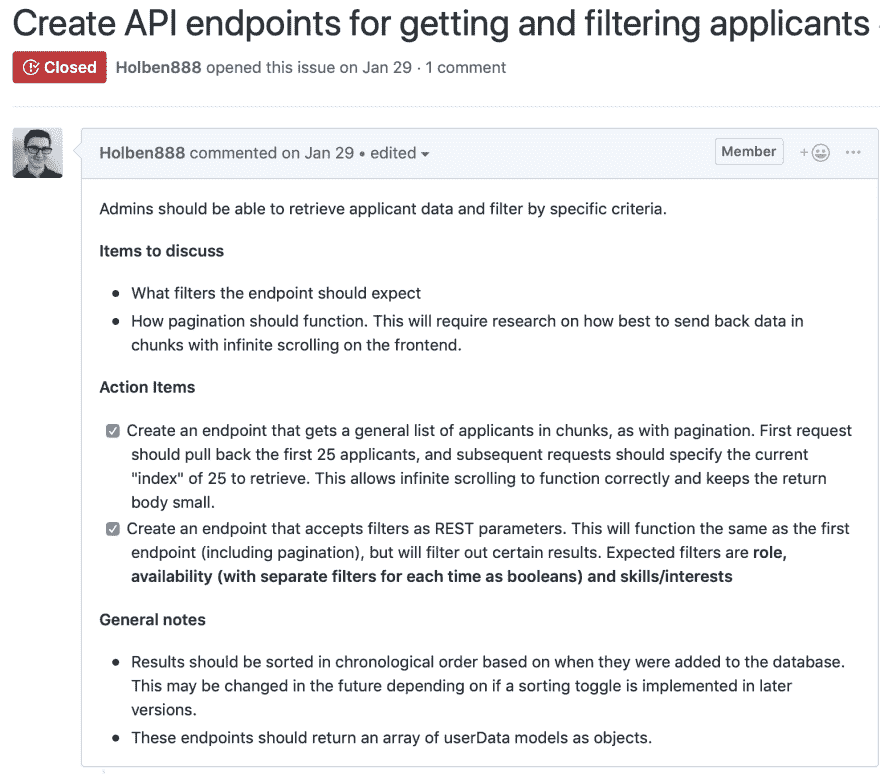 Create API endpoints for getting and filtering applicants
Closed Holben888 opened this issue on Jan 29 · 1 comment
Holben888 commented on Jan 29 • edited Member
Admins should be able to retrieve applicant data and filter by specific criteria.
Items to discuss
• What filters the endpoint should expect
• How pagination should function. This will require research on how best to send back data in
chunks with infinite scrolling on the frontend.
Action Items
Create an endpoint that gets a general list of applicants in chunks, as with pagination. First request
should pull back the first 25 applicants, and subsequent requests should specify the current
"index" of 25 to retrieve. This allows infinite scrolling to function correctly and keeps the return
body small.
Create an endpoint that accepts filters as REST parameters. This will function the same as the first
endpoint (including pagination), but will filter out certain results. Expected filters are role,
availability (with separate filters for each time as booleans) and skills/interests
General notes
• Results should be sorted in chronological order based on when they were added to the database.
This may be changed in the future depending on if a sorting toggle is implemented in later
versions.
• These endpoints should return an array of userData models as objects.